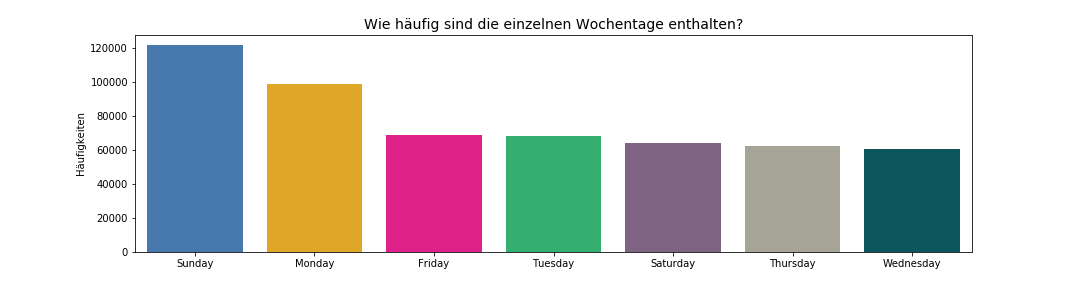 Wie häufig sind die einzelnen Wochentage enthalten?
Häufigkeiten
120000
100000
80000
60000
40000
20000
0
Sunday Monday Friday Tuesday Saturday Thursday Wednesday